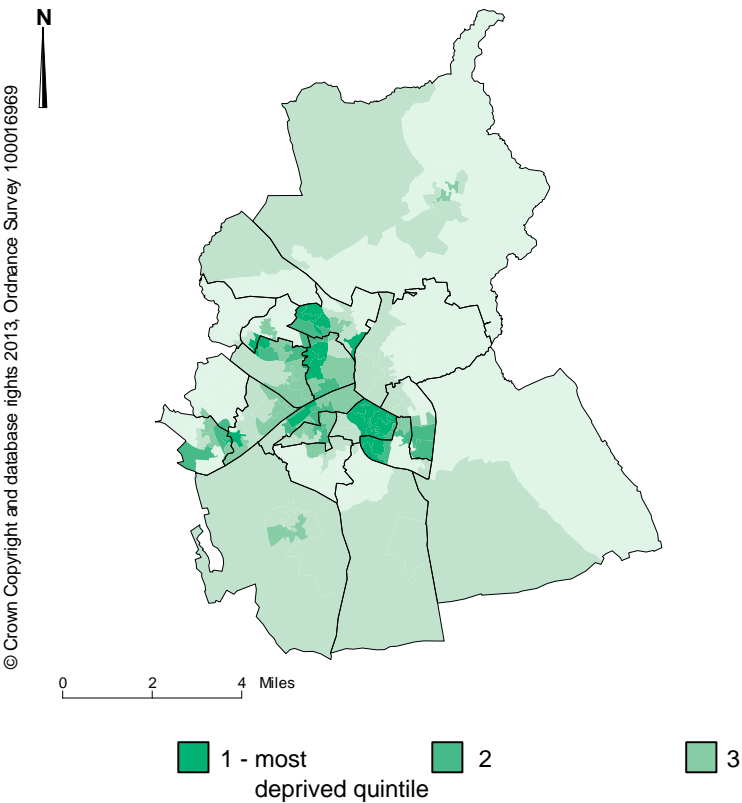 N
© Crown Copyright and database rights 2013, Ordnance Survey 100016969
0 2 4 Miles
1 - most
deprived quintile
2
3